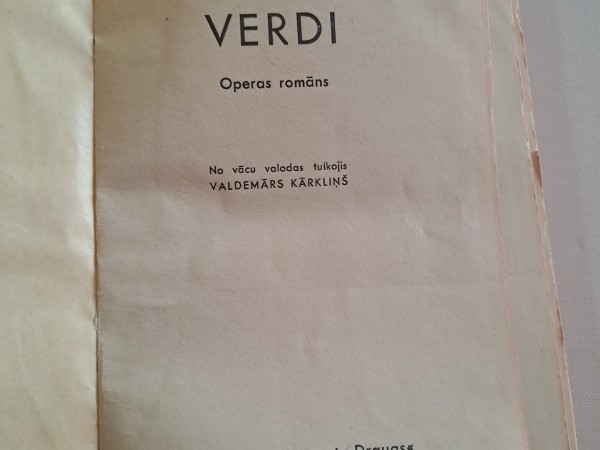 VERDI
Operas romāns
No vācu valodas tulkojis
VALDEMĀRS KĀRKLIŅŠ